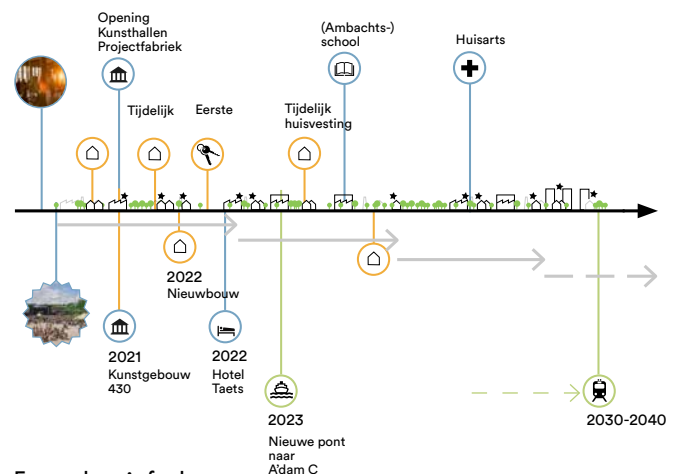 Opening
Kunsthallen
Projectfabriek
(Ambachts-)
school
Huisarts
Tijdelijk
Eerste
Tijdelijk
huisvesting
2022
Nieuwbouw
2021
Kunstgebouw
430
2022
Hotel
Taets
2023
Nieuwe pont
naar
A'dam C
2030-2040